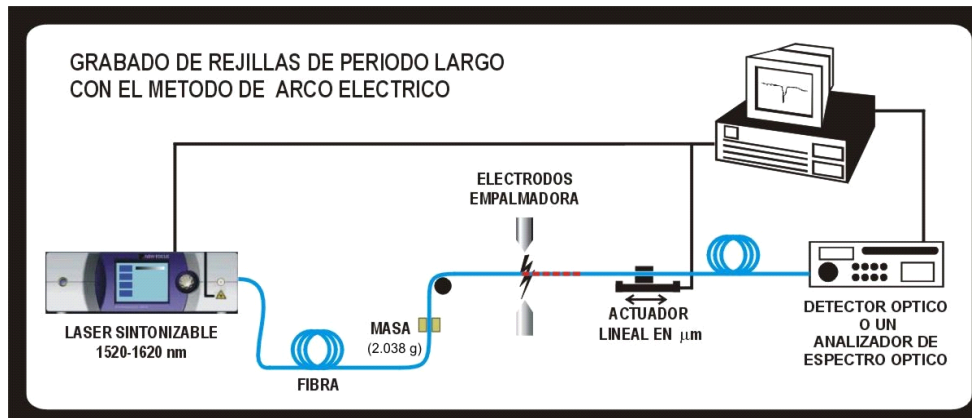 GRABADO DE REJILLAS DE PERIODO LARGO
CON EL METODO DE ARCO ELECTRICO
ELECTRODOS
EMPALMADORA
LASER SINTONIZABLE
1520-1620 nm
FIBRA
MASA
(2.038 g)
ACTUADOR
LINEAL EN μm
DETECTOR OPTICO
O UN
ANALIZADOR DE
ESPECTRO OPTICO